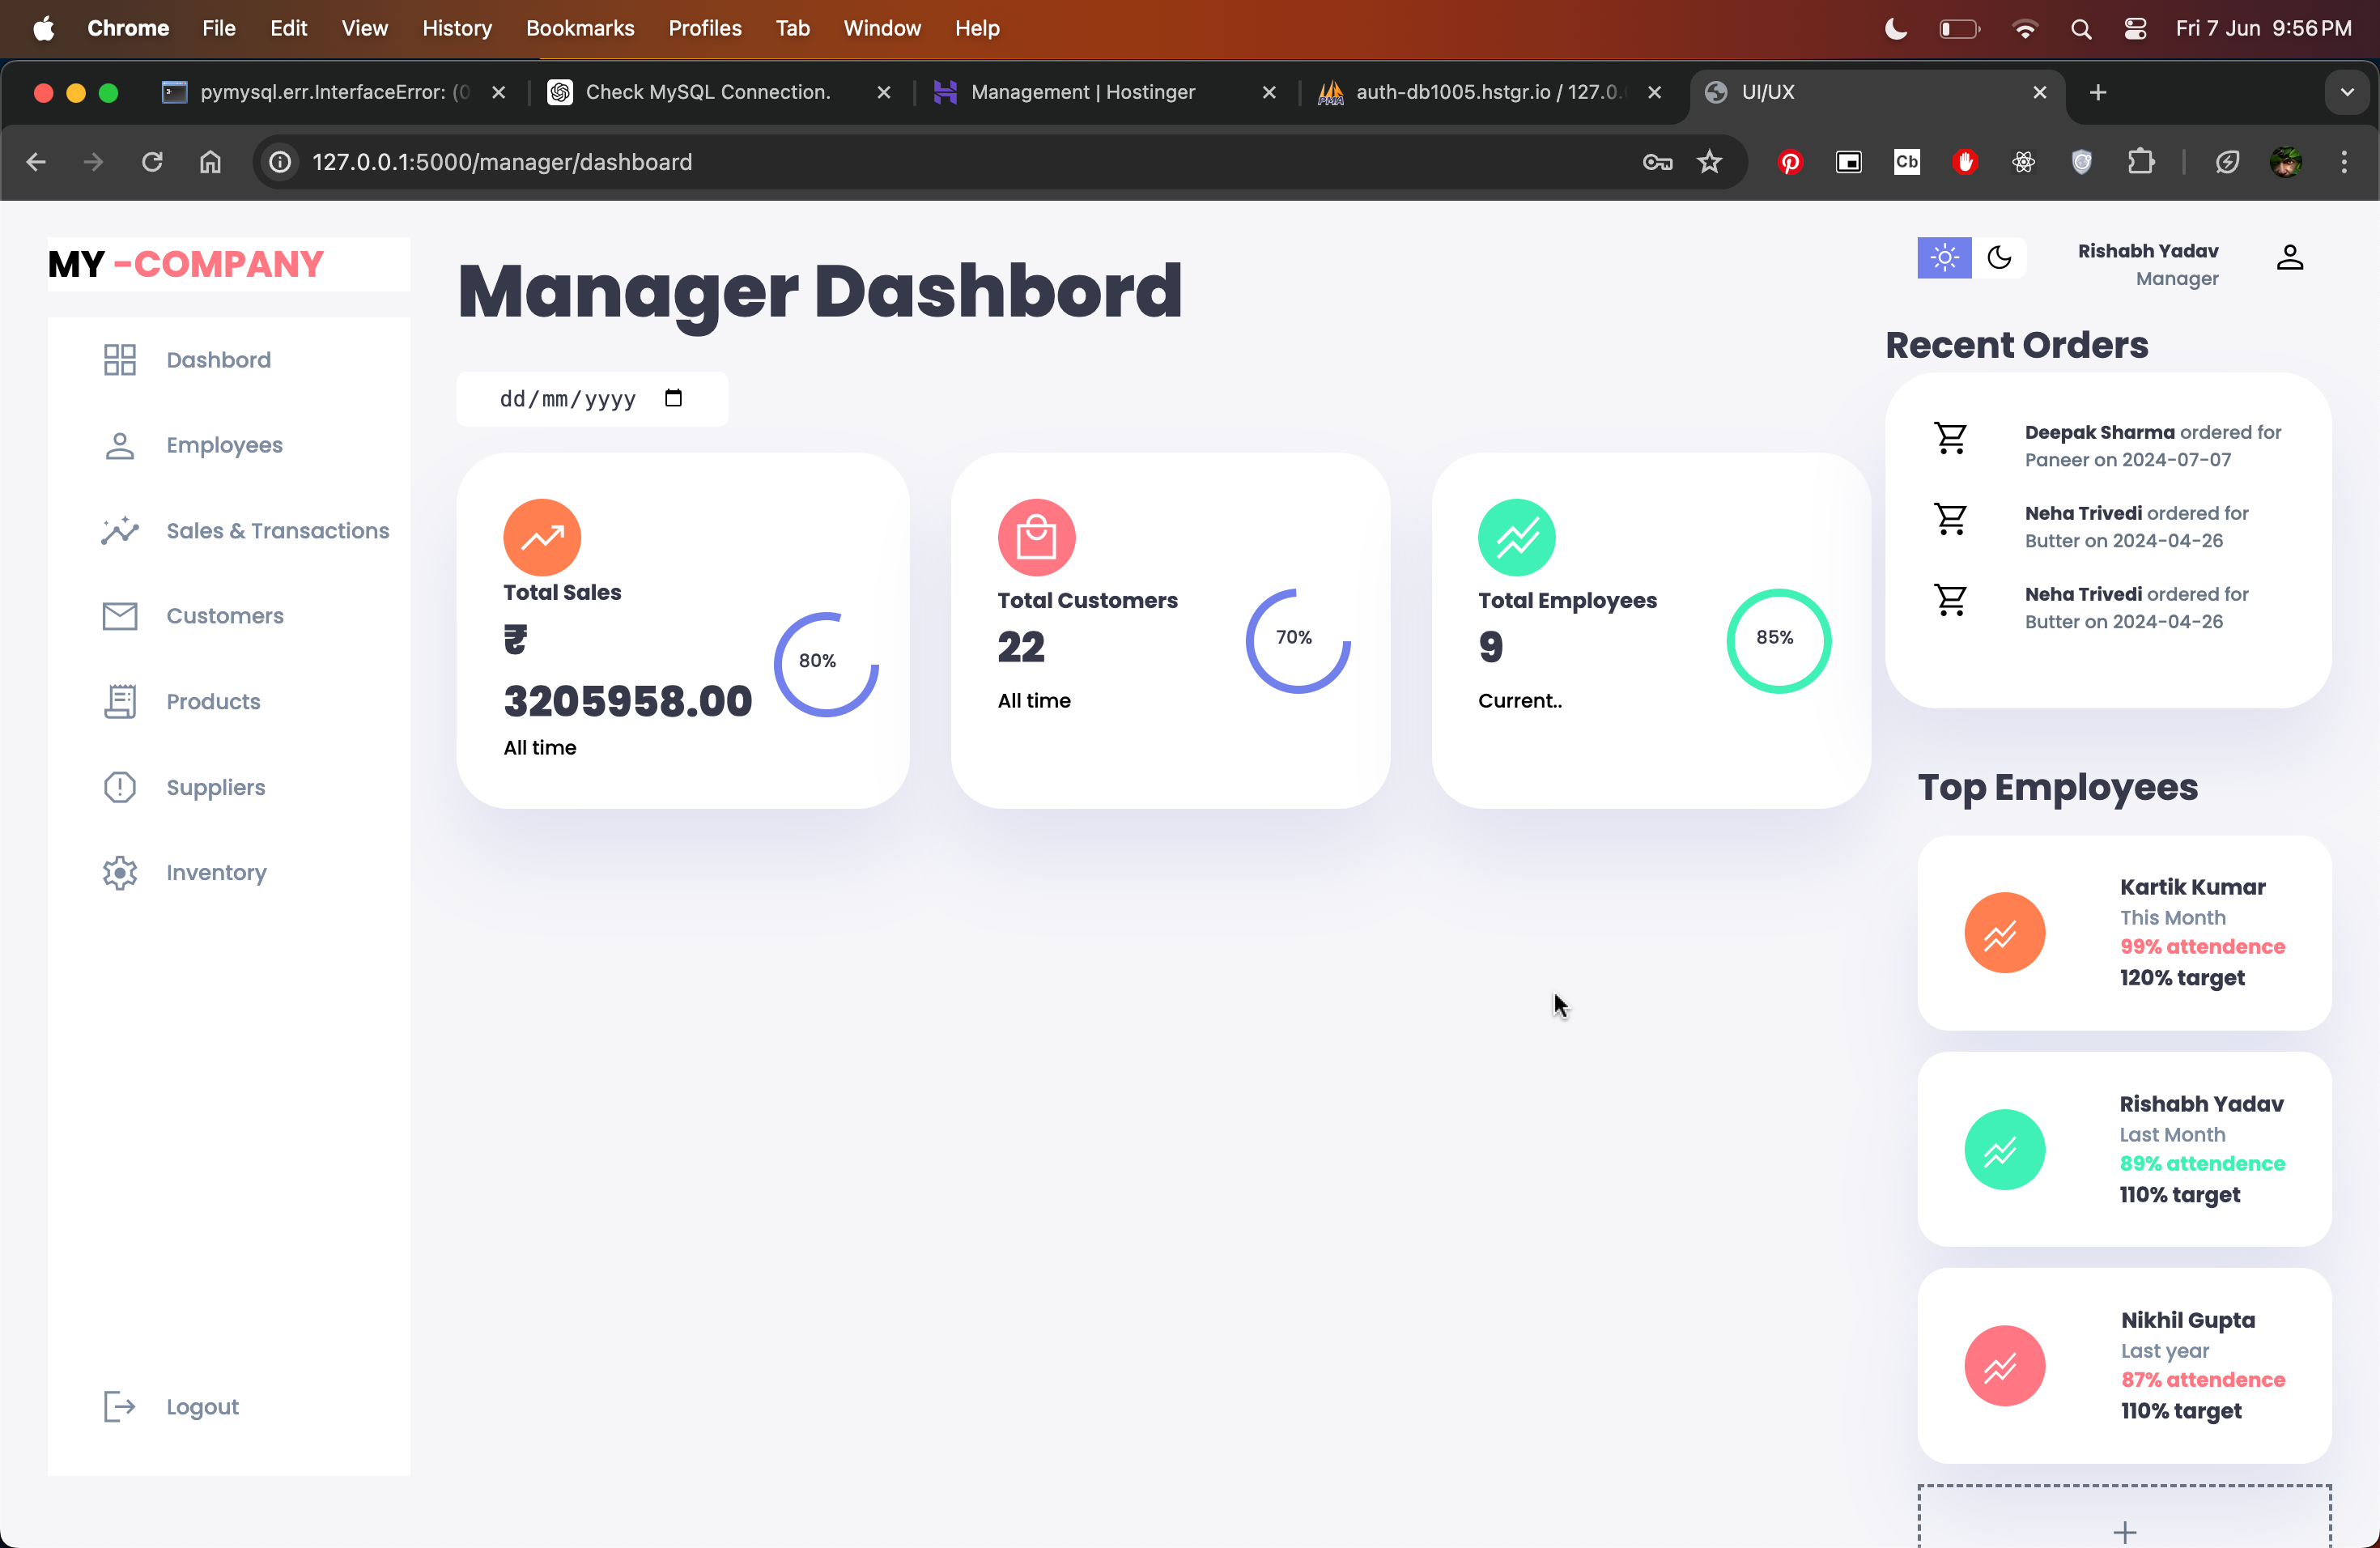 Chrome File Edit View History Bookmarks Profiles Tab Window Help Fri 7 Jun 9:56 PM
pymysql.err.InterfaceError: (0
Check MySQL Connection.
Management | Hostinger
auth-db1005.hstgr.io / 127.0.
UI/UX
127.0.0.1:5000/manager/dashboard
Cb
MY -COMPANY
Dashbord
Employees
Sales & Transactions
Customers
Products
Suppliers
Inventory
Logout
Manager Dashbord
dd/mm/yyyy
Total Sales
₹
3205958.00
All time
80%
Total Customers
22
All time
70%
Total Employees
9
Current..
85%
Rishabh Yadav
Manager
Recent Orders
Deepak Sharma ordered for
Paneer on 2024-07-07
Neha Trivedi ordered for
Butter on 2024-04-26
Neha Trivedi ordered for
Butter on 2024-04-26
Top Employees
Kartik Kumar
This Month
99% attendence
120% target
Rishabh Yadav
Last Month
89% attendence
110% target
Nikhil Gupta
Last year
87% attendence
110% target